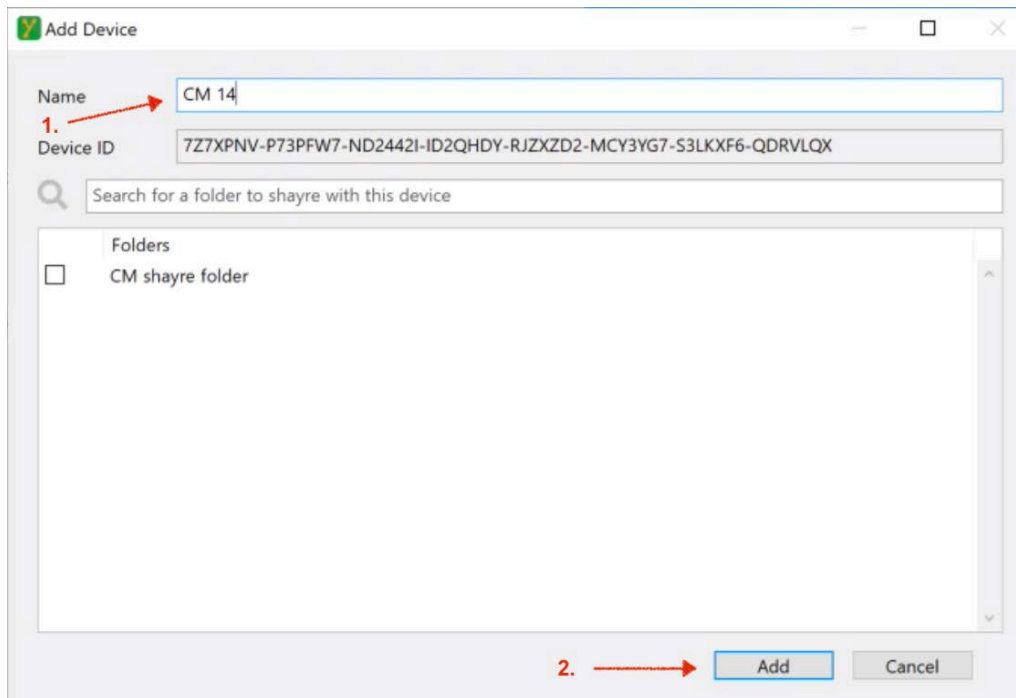 Add Device
Name
CM 14
1.
Device ID
7Z7XPNV-P73PFW7-ND2442I-ID2QHDY-RJZXZD2-MCY3YG7-S3LKXF6-QDRVLQX
Search for a folder to shayre with this device
Folders
CM shayre folder
2.
Add
Cancel